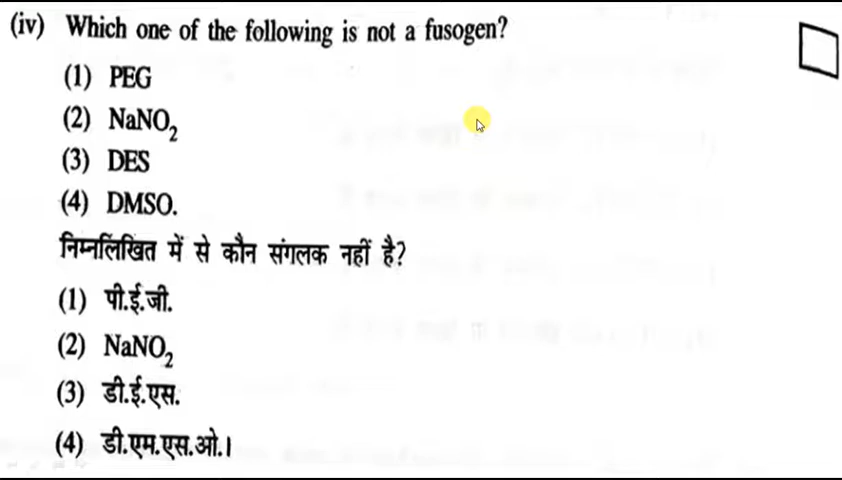 (iv) Which one of the following is not a fusogen?
(1) PEG
(2) NaNO₂
(3) DES
(4) DMSO.
निम्नलिखित में से कौन संगलक नहीं है?
(1) पी.ई.जी.
(2) NaNO₂
(3) डी.ई.एस.
(4) डी.एम.एस.ओ.।